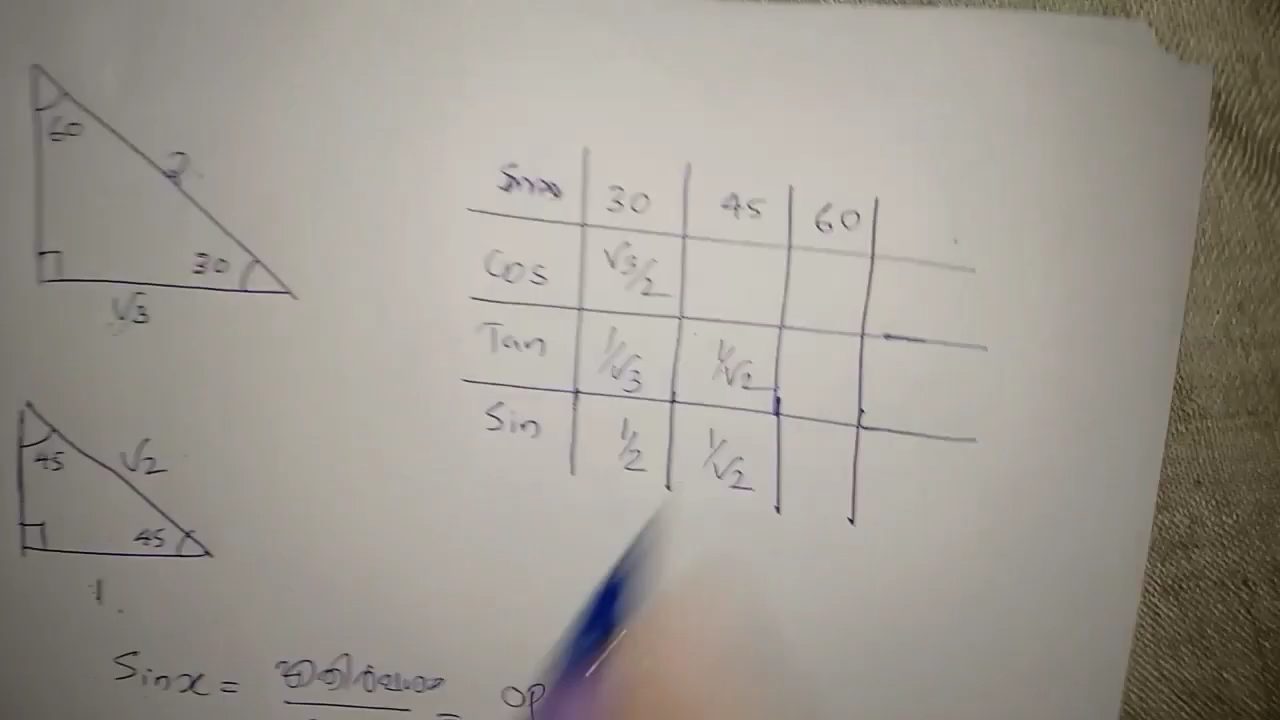 60
2
30
√3
Sinx 30 45 60
Cos √3/2
Tan 1/√3 1/√2
Sin 1/2 1/√2
45
√2
45
1
Sinx = = OP